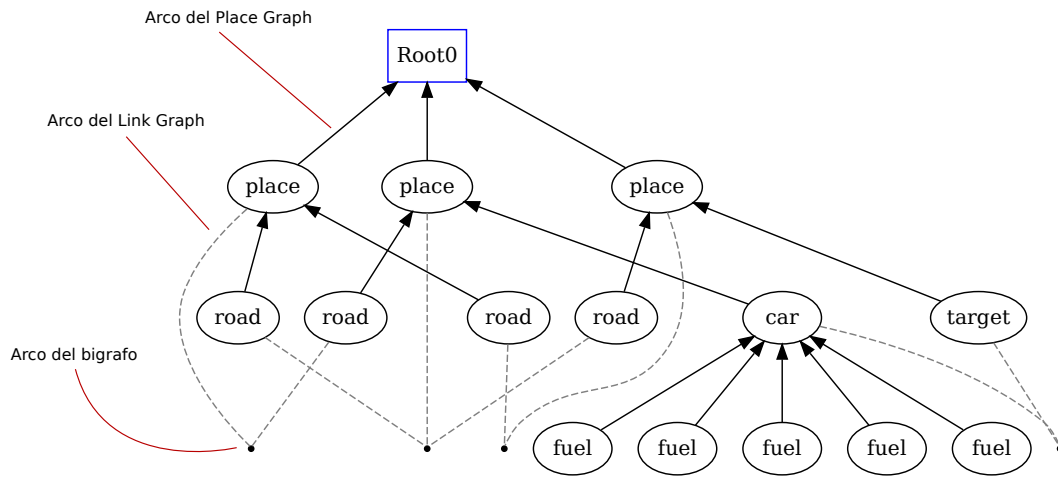 Arco del Place Graph
Root0
Arco del Link Graph
place place place
road road road road car target
Arco del bigrafo
fuel fuel fuel fuel fuel